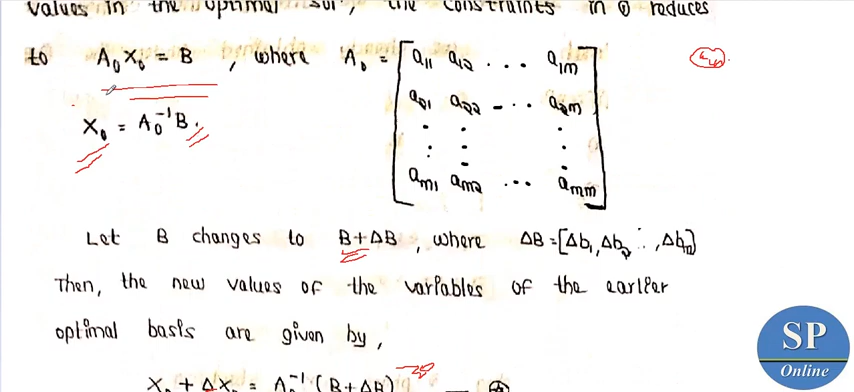 values in the optimal solⁿ, the constraints in ① reduces
to A₀X₀ = B , where A₀ = [a₁₁ a₁₂ ... a₁m
a₂₁ a₂₂ ... a₂m
: : :
am₁ am₂ ... amm]
X₀ = A₀⁻¹B.
Let B changes to B+ΔB, where ΔB = [Δb₁, Δb₂, .., Δbm]
Then, the new values of the variables of the earlier
optimal basis are given by,
X₀ + ΔX₀ = A₀⁻¹(B+ΔB) —
SP
Online